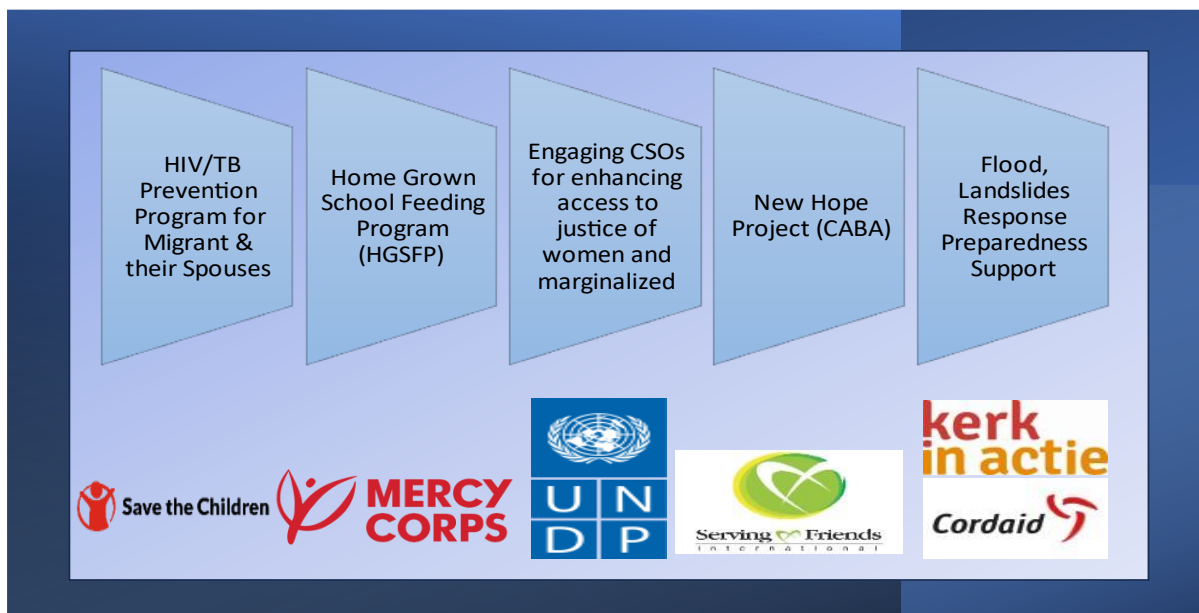 HIV/TB
Prevention
Program for
Migrant &
their Spouses
Home Grown
School Feeding
Program
(HGSFP)
Engaging CSOs
for enhancing
access to
justice of
women and
marginalized
New Hope
Project (CABA)
Flood,
Landslides
Response
Preparedness
Support
Save the Children
MERCY
CORPS
U N
D P
Serving Friends
international
kerk
in actie
Cordaid